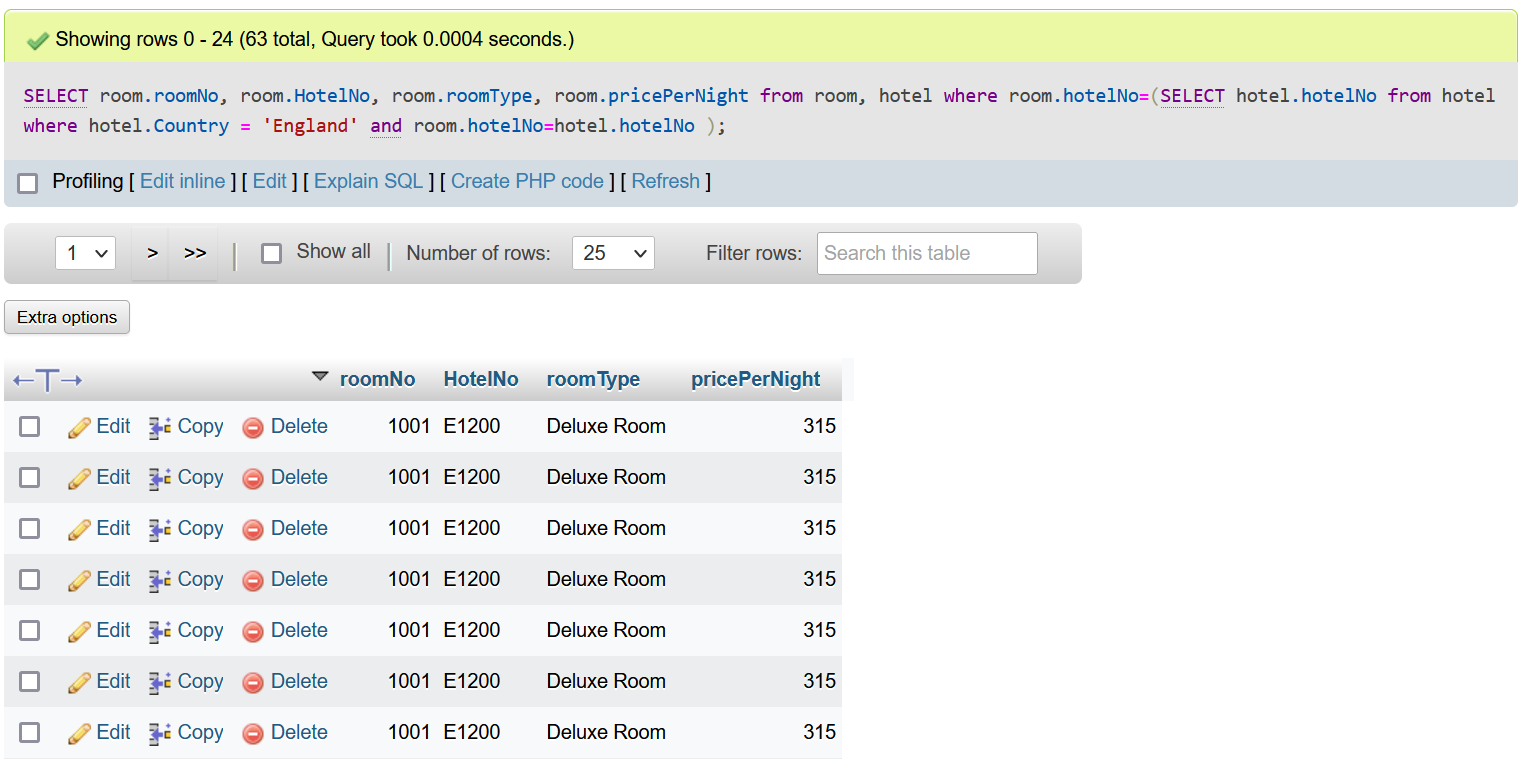 Showing rows 0 - 24 (63 total, Query took 0.0004 seconds.)
SELECT room.roomNo, room.HotelNo, room.roomType, room.pricePerNight from room, hotel where room.hotelNo=(SELECT hotel.hotelNo from hotel
where hotel.Country = 'England' and room.hotelNo=hotel.hotelNo );
Profiling [ Edit inline ] [ Edit ] [ Explain SQL ] [ Create PHP code ] [ Refresh ]
1 > >> Show all Number of rows: 25 Filter rows: Search this table
Extra options
roomNo HotelNo roomType pricePerNight
Edit Copy Delete 1001 E1200 Deluxe Room 315
Edit Copy Delete 1001 E1200 Deluxe Room 315
Edit Copy Delete 1001 E1200 Deluxe Room 315
Edit Copy Delete 1001 E1200 Deluxe Room 315
Edit Copy Delete 1001 E1200 Deluxe Room 315
Edit Copy Delete 1001 E1200 Deluxe Room 315
Edit Copy Delete 1001 E1200 Deluxe Room 315